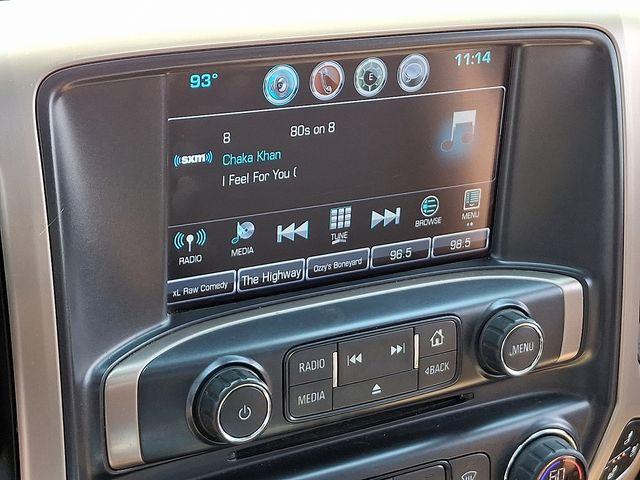 93°
E
11:14
8 80s on 8
((sxm))
Chaka Khan
I Feel For You (
RADIO
MEDIA
TUNE
BROWSE
MENU
xL Raw Comedy
The Highway
Ozzy's Boneyard
96.5
98.5
RADIO
MEDIA
<BACK
MENU
60